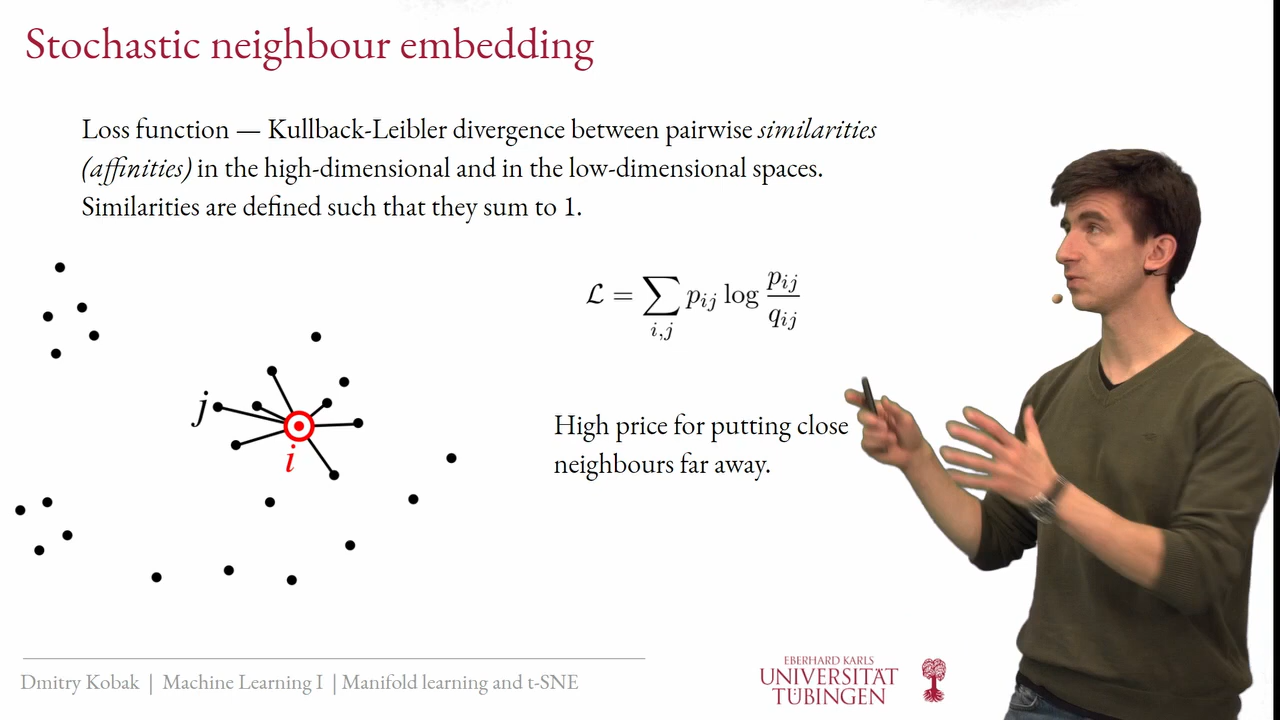 Stochastic neighbour embedding
Loss function — Kullback-Leibler divergence between pairwise similarities
(affinities) in the high-dimensional and in the low-dimensional spaces.
Similarities are defined such that they sum to 1.
ℒ = ∑_{i,j} p_{ij} log \frac{p_{ij}}{q_{ij}}
j
i
High price for putting close
neighbours far away.
Dmitry Kobak | Machine Learning I | Manifold learning and t-SNE
EBERHARD KARLS
UNIVERSITÄT
TÜBINGEN